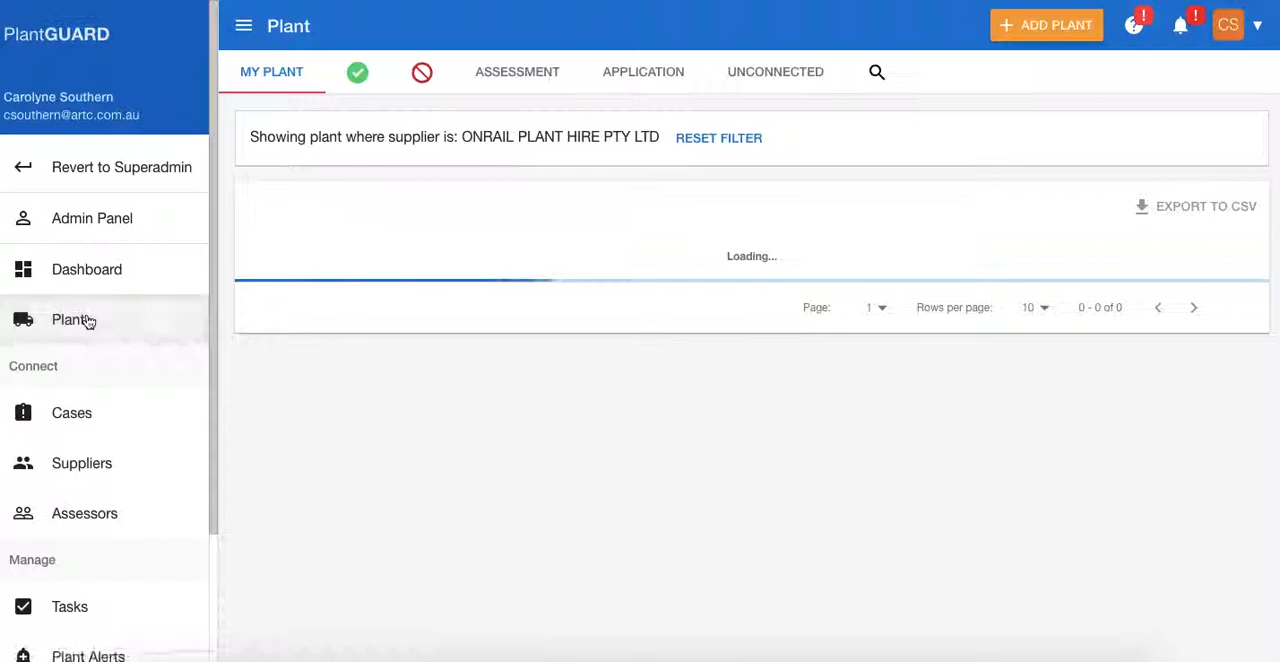 PlantGUARD
Carolyne Southern
csouthern@artc.com.au
Revert to Superadmin
Admin Panel
Dashboard
Plant
Connect
Cases
Suppliers
Assessors
Manage
Tasks
Plant Alerts
Plant
+ ADD PLANT
?
!
!
CS
MY PLANT
ASSESSMENT
APPLICATION
UNCONNECTED
Showing plant where supplier is: ONRAIL PLANT HIRE PTY LTD RESET FILTER
EXPORT TO CSV
Loading...
Page: 1 Rows per page: 10 0 - 0 of 0